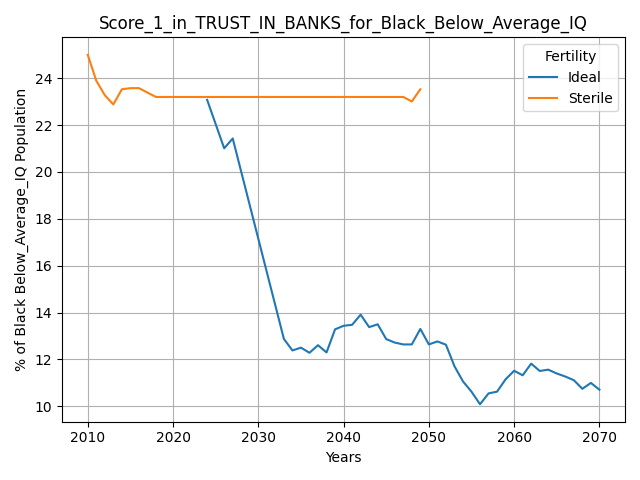 Score_1_in_TRUST_IN_BANKS_for_Black_Below_Average_IQ
% of Black Below_Average_IQ Population
24
22
20
18
16
14
12
10
Fertility
Ideal
Sterile
2010 2020 2030 2040 2050 2060 2070
Years